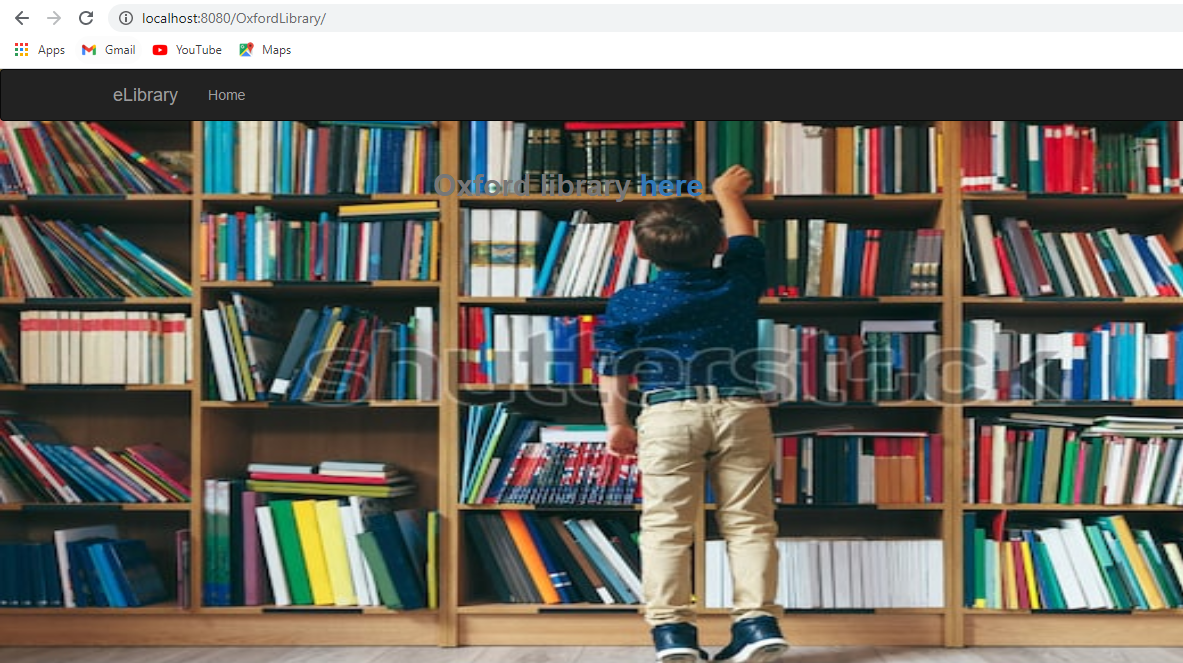 localhost:8080/OxfordLibrary/
Apps Gmail YouTube Maps
eLibrary Home
Oxford library here
shutterstock